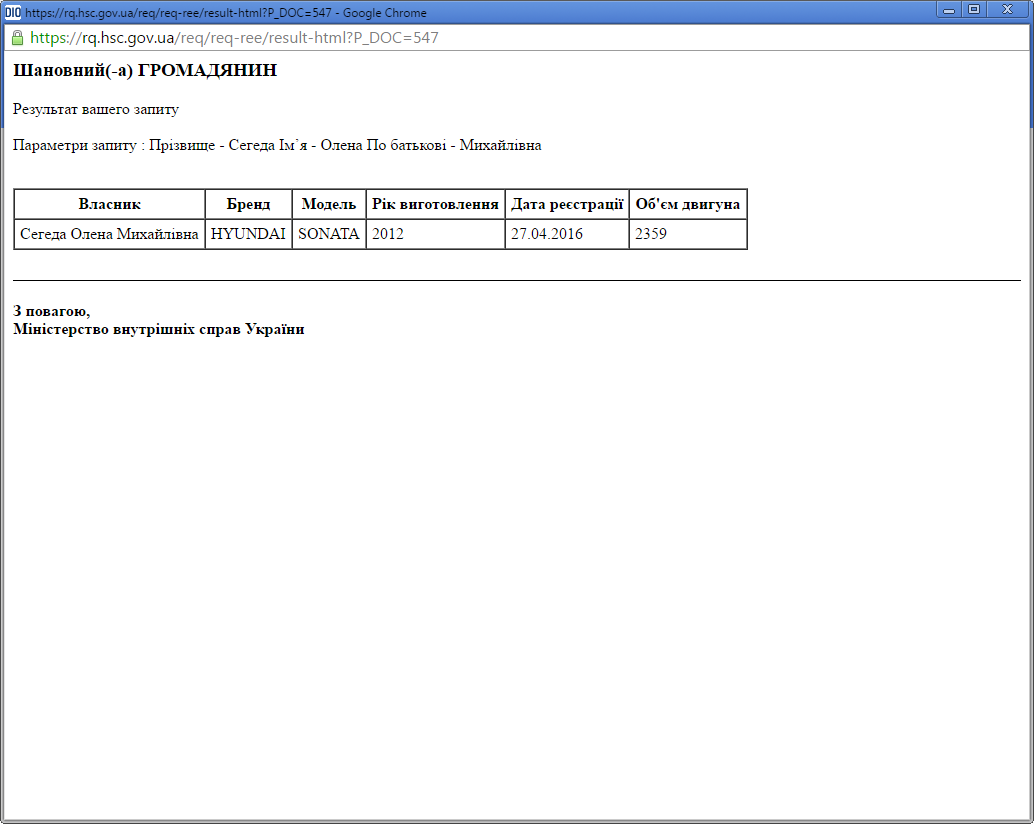 https://rq.hsc.gov.ua/req/req-ree/result-html?P_DOC=547 - Google Chrome
https://rq.hsc.gov.ua/req/req-ree/result-html?P_DOC=547
Шановний(-а) ГРОМАДЯНИН
Результат вашего запиту
Параметри запиту : Прізвище - Сегеда Ім`я - Олена По батькові - Михайлівна
Власник Бренд Модель Рік виготовлення Дата реєстрації Об'єм двигуна
Сегеда Олена Михайлівна HYUNDAI SONATA 2012 27.04.2016 2359
З повагою,
Міністерство внутрішніх справ України